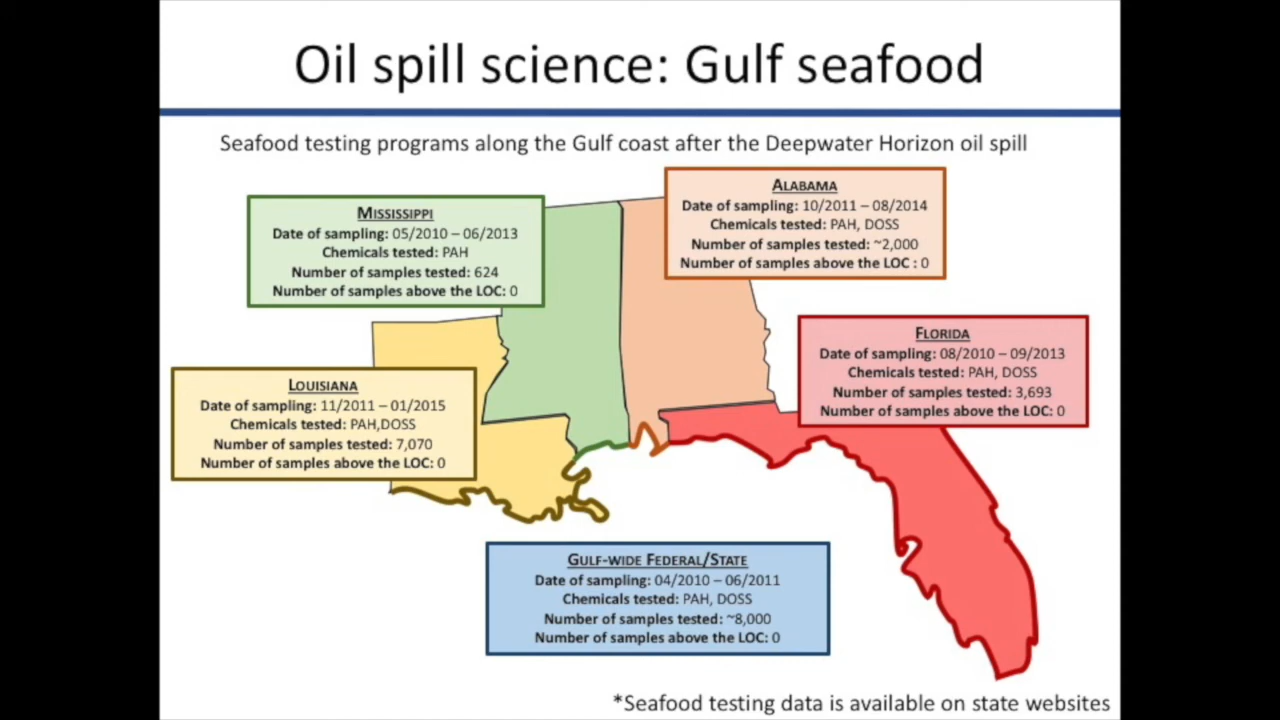 Oil spill science: Gulf seafood
Seafood testing programs along the Gulf coast after the Deepwater Horizon oil spill
MISSISSIPPI
Date of sampling: 05/2010 – 06/2013
Chemicals tested: PAH
Number of samples tested: 624
Number of samples above the LOC: 0
ALABAMA
Date of sampling: 10/2011 – 08/2014
Chemicals tested: PAH, DOSS
Number of samples tested: ~2,000
Number of samples above the LOC : 0
LOUISIANA
Date of sampling: 11/2011 – 01/2015
Chemicals tested: PAH,DOSS
Number of samples tested: 7,070
Number of samples above the LOC: 0
FLORIDA
Date of sampling: 08/2010 – 09/2013
Chemicals tested: PAH, DOSS
Number of samples tested: 3,693
Number of samples above the LOC: 0
GULF-WIDE FEDERAL/STATE
Date of sampling: 04/2010 – 06/2011
Chemicals tested: PAH, DOSS
Number of samples tested: ~8,000
Number of samples above the LOC: 0
*Seafood testing data is available on state websites